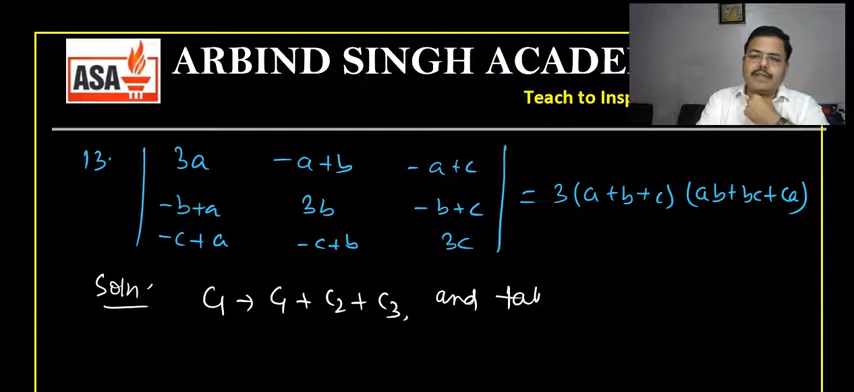 ASA
ARBIND SINGH ACADE
Teach to Insp
13. | 3a -a+b -a+c |
| -b+a 3b -b+c | = 3(a+b+c) (ab+bc+ca)
| -c+a -c+b 3c |
Soln: C1 → C1 + C2 + C3, and tak